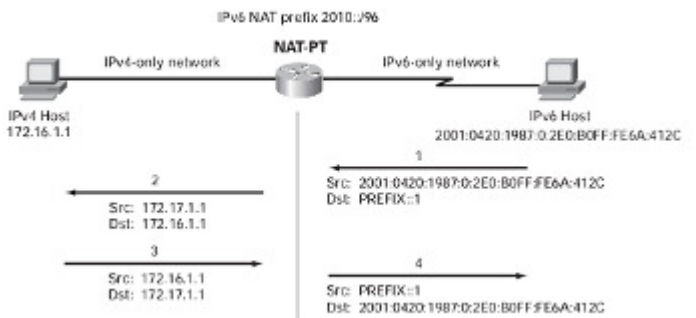 IPv6 NAT prefix 2010::/96
NAT-PT
IPv4-only network
IPv6-only network
IPv4 Host
172.16.1.1
IPv6 Host
2001:0420:1987:0:2E0:B0FF:FE6A:412C
1
Src: 2001:0420:1987:0:2E0:B0FF:FE6A:412C
Dst: PREFIX::1
2
Src: 172.17.1.1
Dst: 172.16.1.1
3
Src: 172.16.1.1
Dst: 172.17.1.1
4
Src: PREFIX::1
Dst: 2001:0420:1987:0:2E0:B0FF:FE6A:412C